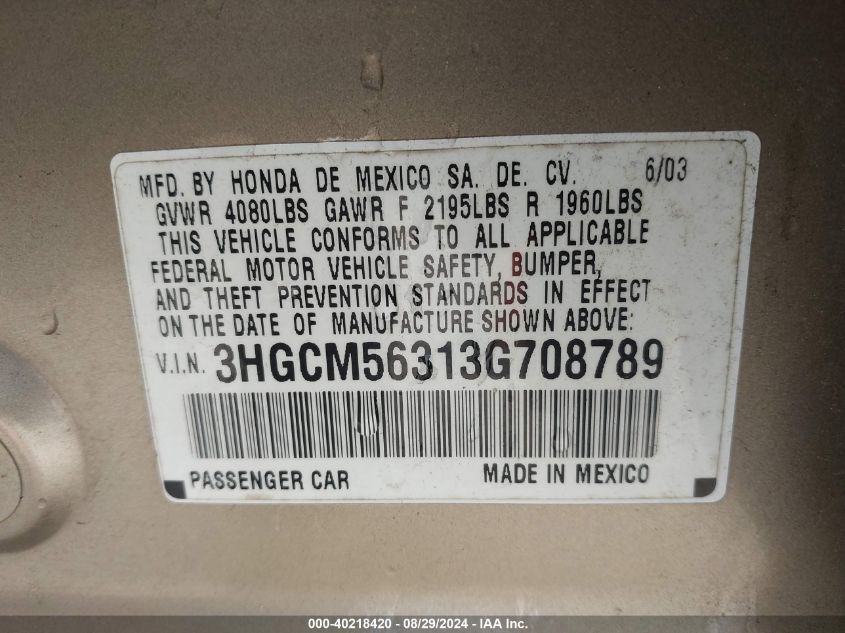 MFD. BY HONDA DE MEXICO SA. DE. CV. 6/03
GVWR 4080LBS GAWR F 2195LBS R 1960LBS
THIS VEHICLE CONFORMS TO ALL APPLICABLE
FEDERAL MOTOR VEHICLE SAFETY, BUMPER,
AND THEFT PREVENTION STANDARDS IN EFFECT
ON THE DATE OF MANUFACTURE SHOWN ABOVE:
V.I.N. 3HGCM56313G708789
PASSENGER CAR MADE IN MEXICO
000-40218420 - 08/29/2024 - 000-IMG_0009.